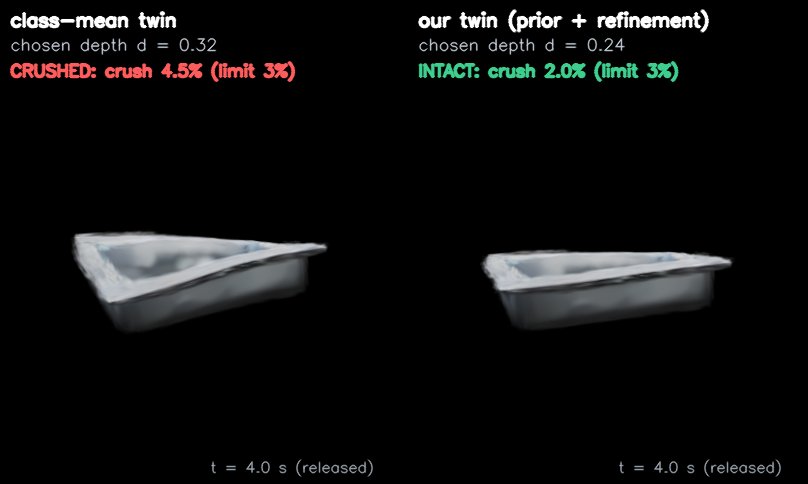 class-mean twin
chosen depth d = 0.32
CRUSHED: crush 4.5% (limit 3%)
our twin (prior + refinement)
chosen depth d = 0.24
INTACT: crush 2.0% (limit 3%)
t = 4.0 s (released)
t = 4.0 s (released)